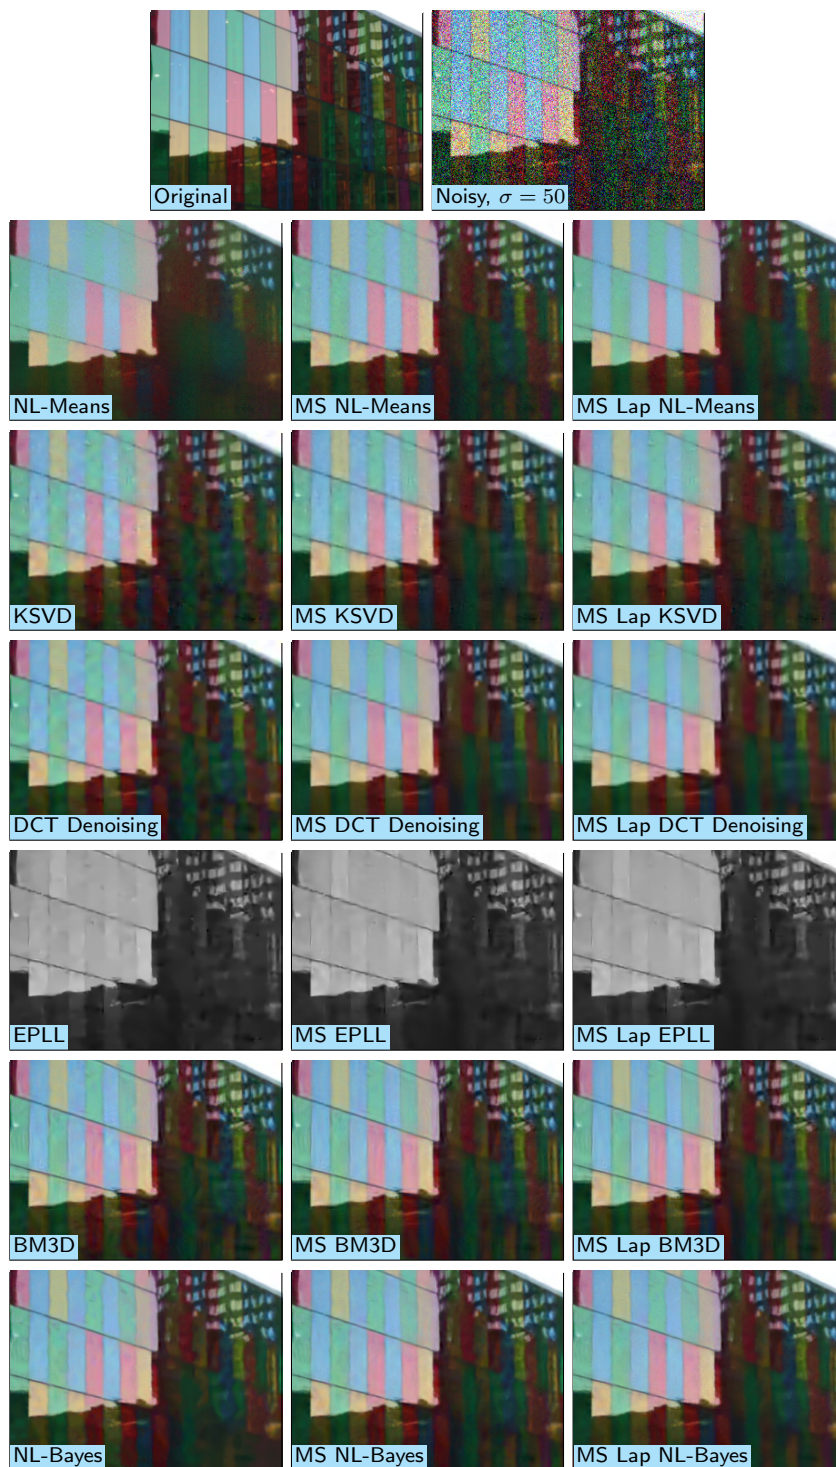 Original
Noisy, σ = 50
NL-Means
MS NL-Means
MS Lap NL-Means
KSVD
MS KSVD
MS Lap KSVD
DCT Denoising
MS DCT Denoising
MS Lap DCT Denoising
EPLL
MS EPLL
MS Lap EPLL
BM3D
MS BM3D
MS Lap BM3D
NL-Bayes
MS NL-Bayes
MS Lap NL-Bayes